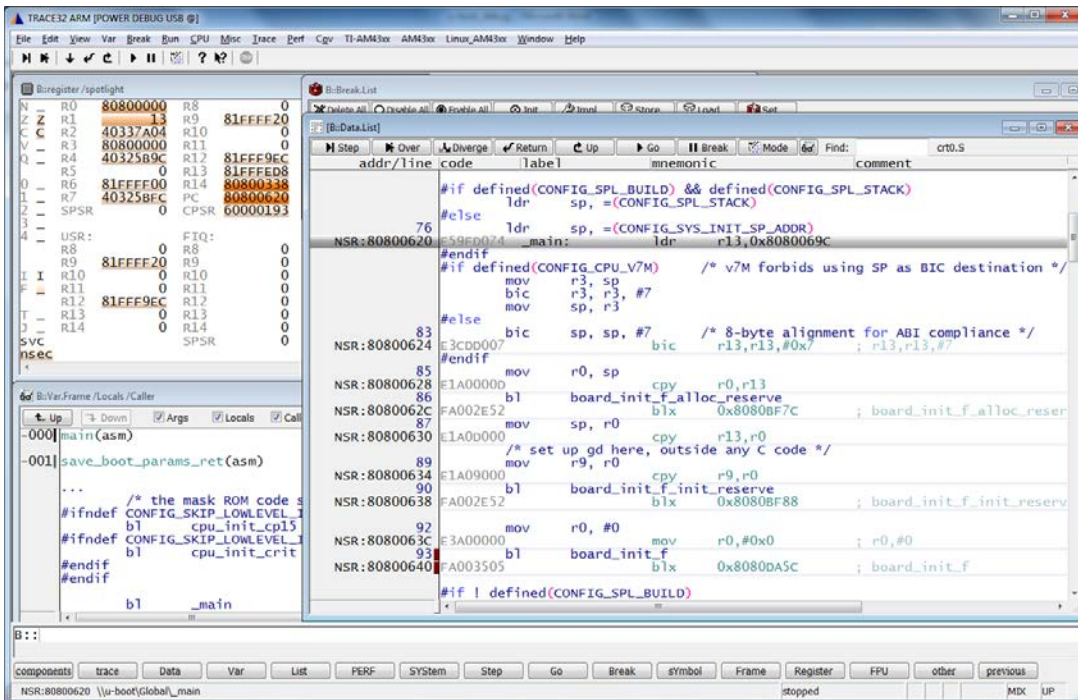 TRACE32 ARM [POWER DEBUG USB @]
File Edit View Var Break Run CPU Misc Trace Perf Cov TI-AM43xx AM43xx Linux_AM43xx Window Help
B::register /spotlight
N _ R0 80800000 R8 0
Z Z R1 13 R9 81FFFF20
C C R2 40337A04 R10 0
V _ R3 80800000 R11 0
Q _ R4 40325B9C R12 81FFF9EC
R5 0 R13 81FFFED8
0 _ R6 81FFFF00 R14 80800338
1 _ R7 40325BFC PC 80800620
2 _ SPSR 0 CPSR 60000193
3 _
4 _ USR: FIQ:
R8 0 R8 0
R9 81FFFF20 R9 0
I I R10 0 R10 0
F _ R11 0 R11 0
R12 81FFF9EC R12 0
T _ R13 0 R13 0
J _ R14 0 R14 0
svc SPSR 0
nsec
B::Break.List
Delete All Disable All Enable All Init Impl Store Load Set
[B::Data.List]
Step Over Diverge Return Up Go Break Mode Find: crt0.S
addr/line code label mnemonic comment
#if defined(CONFIG_SPL_BUILD) && defined(CONFIG_SPL_STACK)
ldr sp, =(CONFIG_SPL_STACK)
#else
76 ldr sp, =(CONFIG_SYS_INIT_SP_ADDR)
NSR:80800620 E59FD074 _main: ldr r13,0x8080069C
#endif
#if defined(CONFIG_CPU_V7M) /* v7M forbids using SP as BIC destination */
mov r3, sp
bic r3, r3, #7
mov sp, r3
#else
83 bic sp, sp, #7 /* 8-byte alignment for ABI compliance */
NSR:80800624 E3CDD007 bic r13,r13,#0x7 ; r13,r13,#7
#endif
85 mov r0, sp
NSR:80800628 E1A0000D cpy r0,r13
86 bl board_init_f_alloc_reserve
NSR:8080062C FA002E52 blx 0x8080BF7C ; board_init_f_alloc_reser
87 mov sp, r0
NSR:80800630 E1A0D000 cpy r13,r0
/* set up gd here, outside any C code */
89 mov r9, r0
NSR:80800634 E1A09000 cpy r9,r0
90 bl board_init_f_init_reserve
NSR:80800638 FA002E52 blx 0x8080BF88 ; board_init_f_init_reserv
92 mov r0, #0
NSR:8080063C E3A00000 mov r0,#0x0 ; r0,#0
93 bl board_init_f
NSR:80800640 FA003505 blx 0x8080DA5C ; board_init_f
#if ! defined(CONFIG_SPL_BUILD)
B::Var.Frame /Locals /Caller
Up Down Args Locals Call
-000 main(asm)
-001 save_boot_params_ret(asm)
...
/* the mask ROM code s
#ifndef CONFIG_SKIP_LOWLEVEL_I
bl cpu_init_cp15
#ifndef CONFIG_SKIP_LOWLEVEL_I
bl cpu_init_crit
#endif
#endif
bl _main
B::
components trace Data Var List PERF SYStem Step Go Break sYmbol Frame Register FPU other previous
NSR:80800620 \\u-boot\Global\_main stopped MIX UP